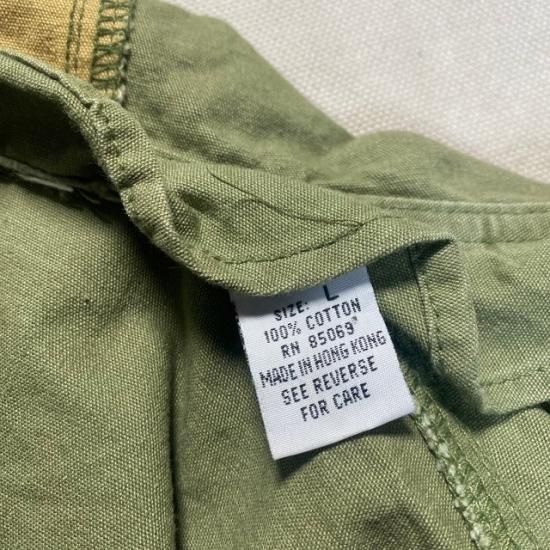 SIZE: L
100% COTTON
RN 85069
MADE IN HONG KONG
SEE REVERSE
FOR CARE